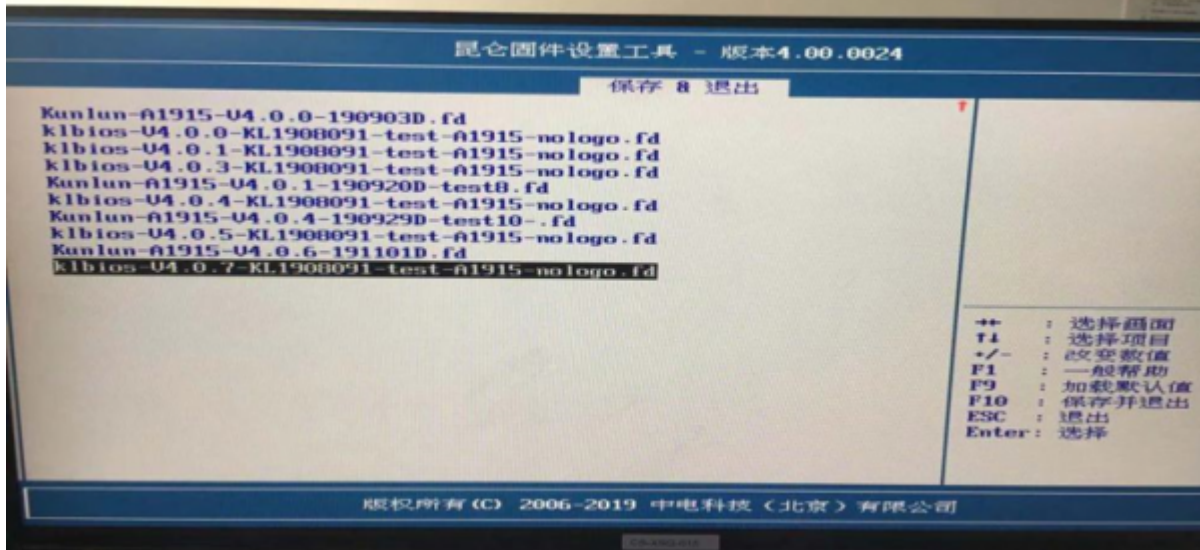 昆仑固件设置工具 - 版本4.00.0024
保存 & 退出
Kunlun-A1915-V4.0.0-190903D.fd
klbios-V4.0.0-KL1908091-test-A1915-nologo.fd
klbios-V4.0.1-KL1908091-test-A1915-nologo.fd
klbios-V4.0.3-KL1908091-test-A1915-nologo.fd
Kunlun-A1915-V4.0.1-190920D-test8.fd
klbios-V4.0.4-KL1908091-test-A1915-nologo.fd
Kunlun-A1915-V4.0.4-190929D-test10-.fd
klbios-V4.0.5-KL1908091-test-A1915-nologo.fd
Kunlun-A1915-V4.0.6-191101D.fd
klbios-V4.0.7-KL1908091-test-A1915-nologo.fd
→← : 选择画面
↑↓ : 选择项目
+/- : 改变数值
F1 : 一般帮助
F9 : 加载默认值
F10 : 保存并退出
ESC : 退出
Enter: 选择
版权所有(C) 2006-2019 中电科技（北京）有限公司